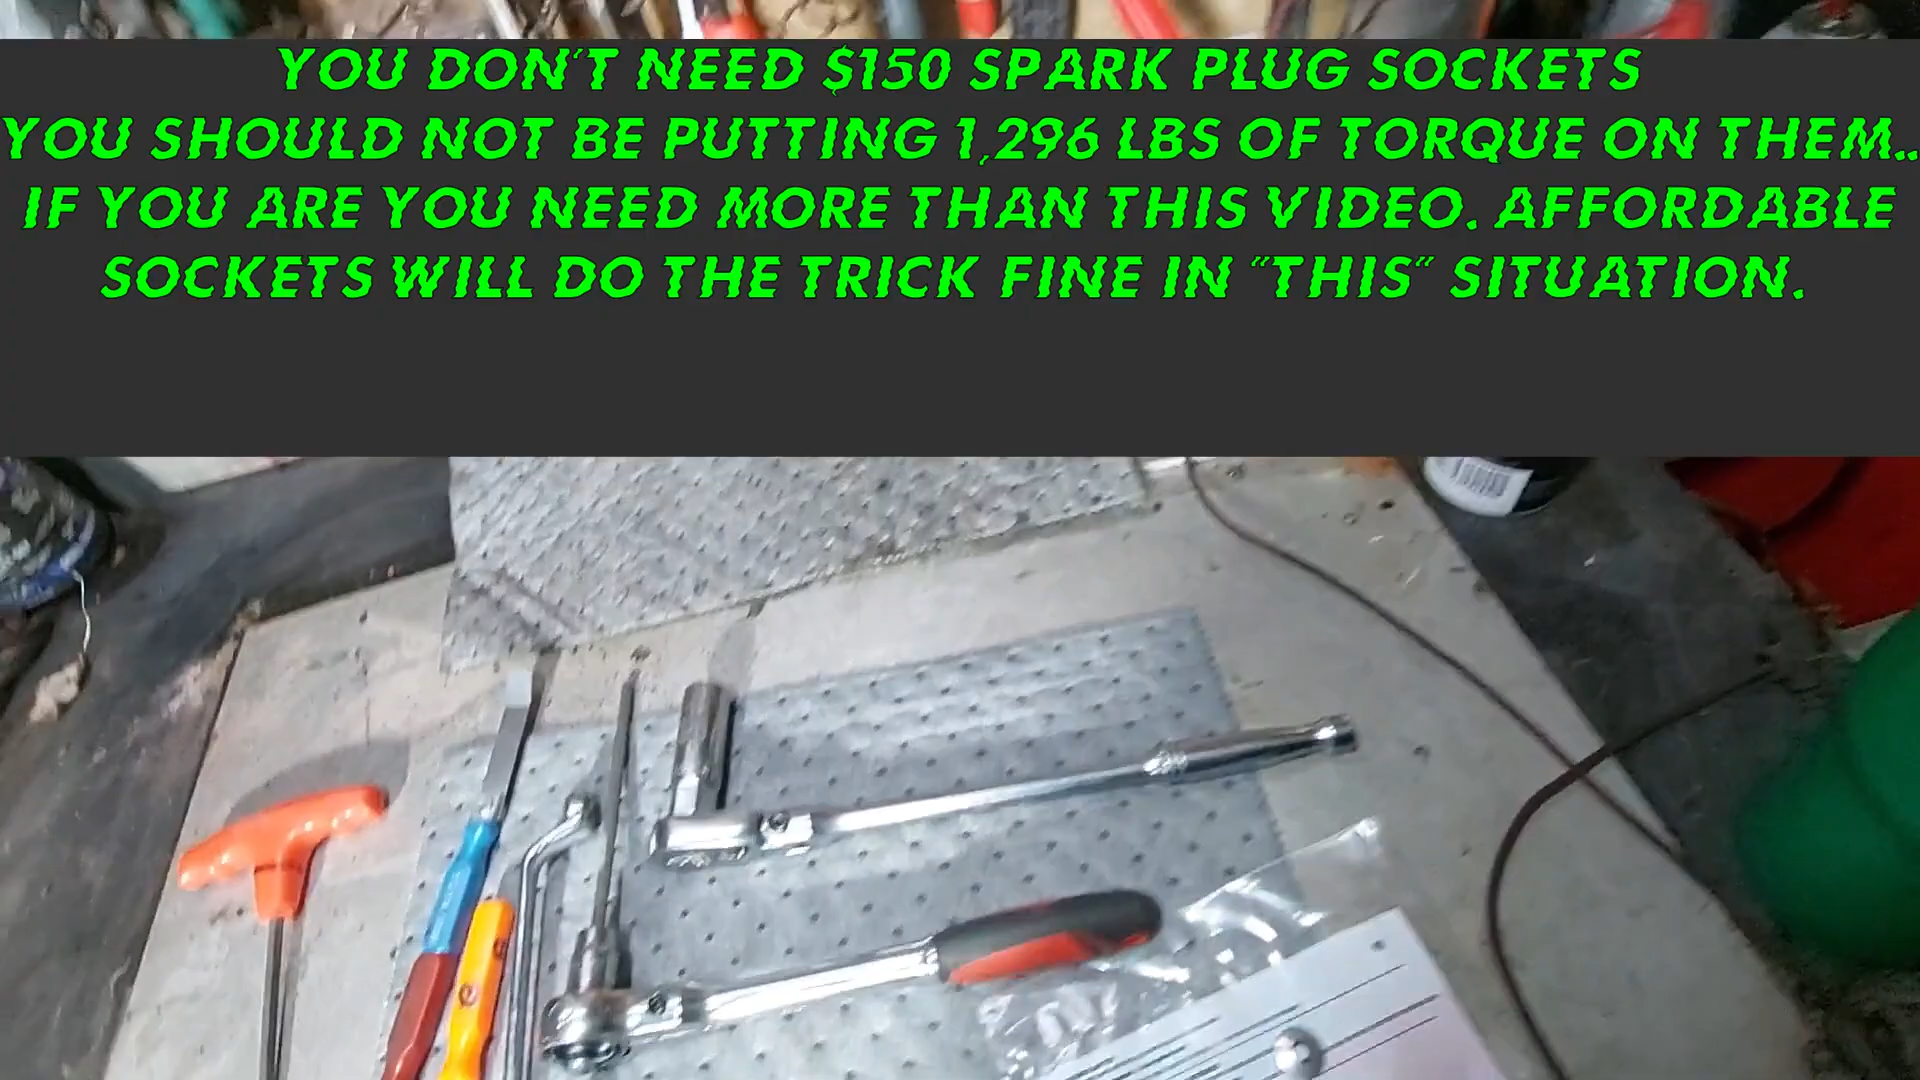 YOU DON'T NEED $150 SPARK PLUG SOCKETS
YOU SHOULD NOT BE PUTTING 1,296 LBS OF TORQUE ON THEM..
IF YOU ARE YOU NEED MORE THAN THIS VIDEO. AFFORDABLE
SOCKETS WILL DO THE TRICK FINE IN "THIS" SITUATION.